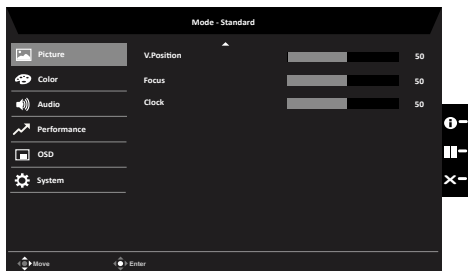 Mode - Standard
Picture
V.Position 50
Color
Focus 50
Audio
Clock 50
Performance
OSD
System
Move Enter